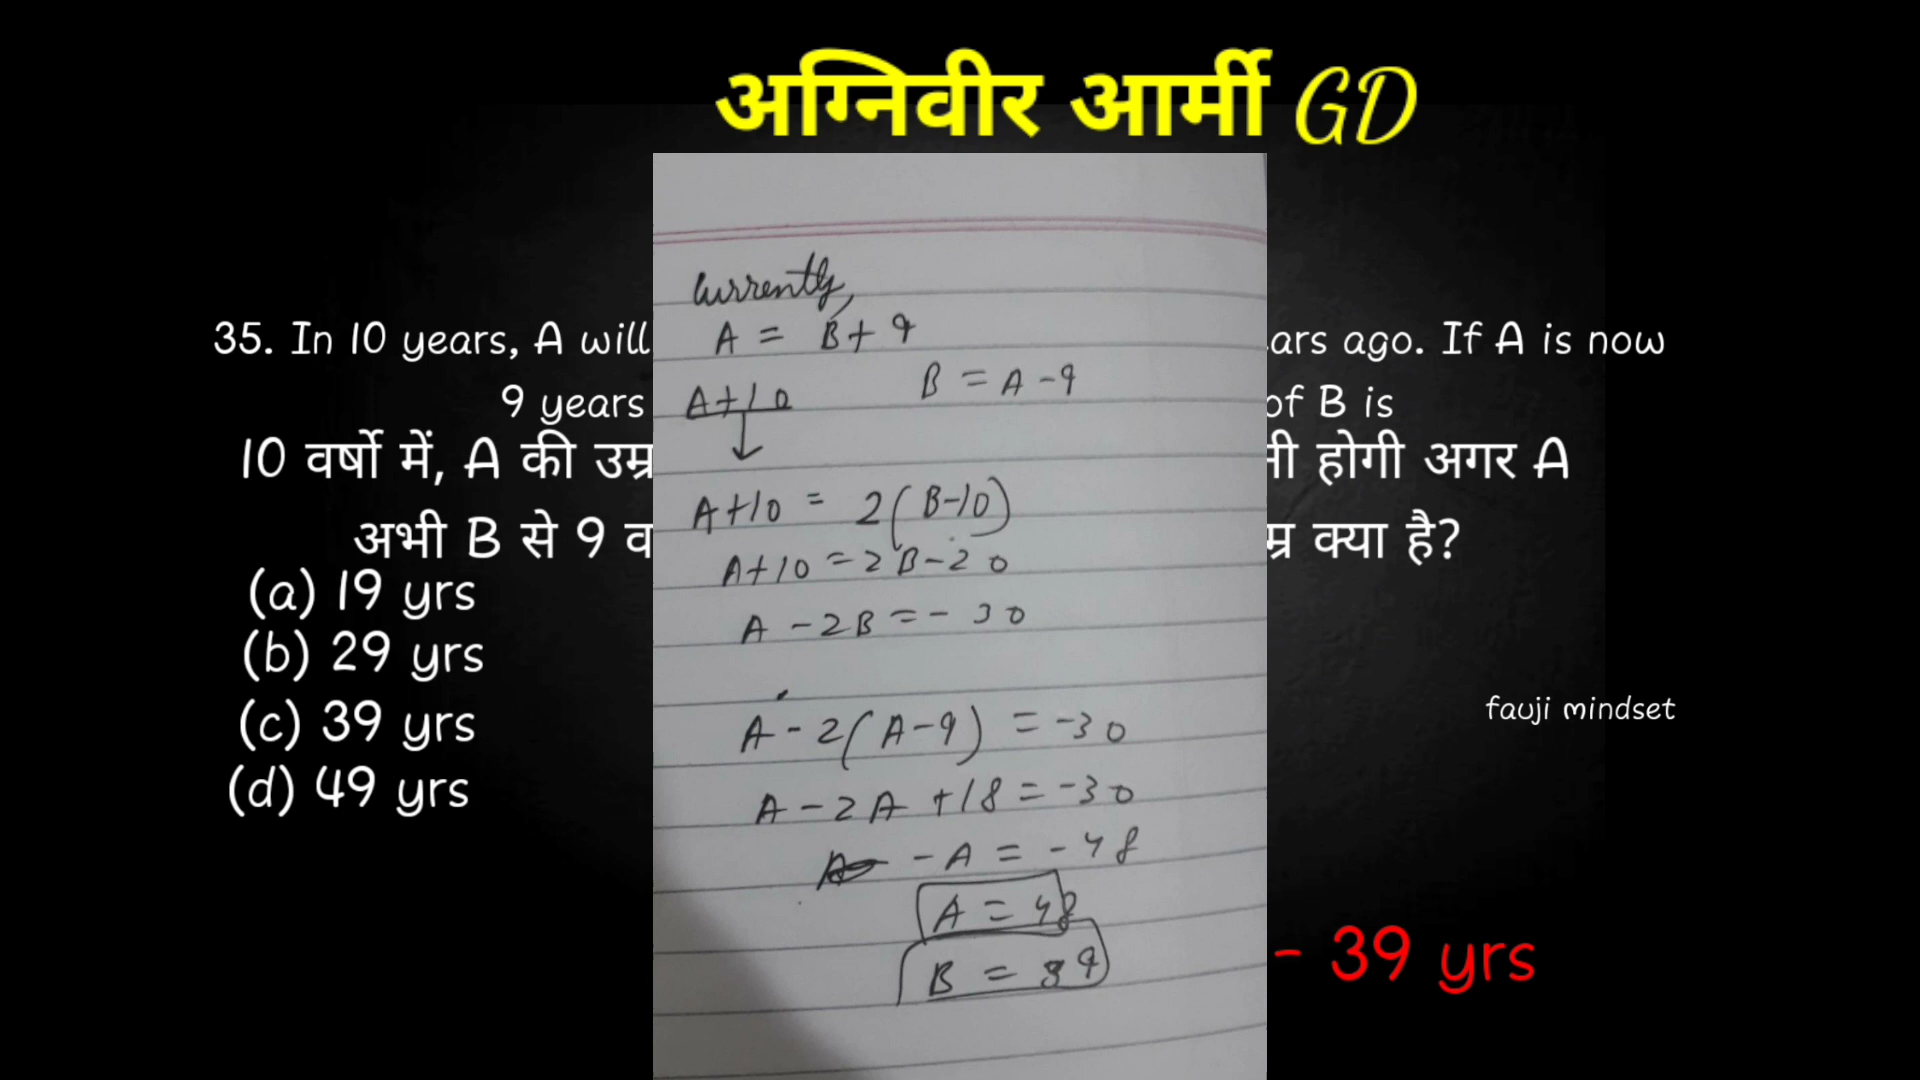 अग्निवीर आर्मी GD
35. In 10 years, A will
ars ago. If A is now
9 years
of B is
10 वर्षो में, A की उम्र
नी होगी अगर A
अभी B से 9 व
म्र क्या है?
(a) 19 yrs
(b) 29 yrs
(c) 39 yrs
(d) 49 yrs
fauji mindset
- 39 yrs
Currently,
A = B + 9
B = A - 9
A + 10
A + 10 = 2(B-10)
A + 10 = 2B - 20
A - 2B = - 30
A - 2(A-9) = -30
A - 2A + 18 = -30
-A = -48
A = 48
B = 39